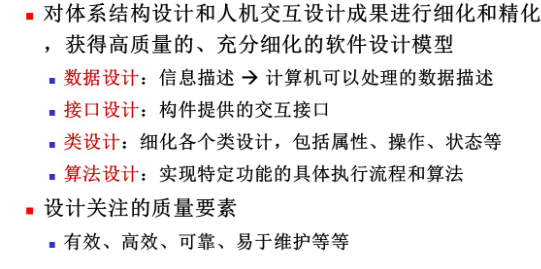 对体系结构设计和人机交互设计成果进行细化和精化
，获得高质量的、充分细化的软件设计模型
数据设计：信息描述 → 计算机可以处理的数据描述
接口设计：构件提供的交互接口
类设计：细化各个类设计，包括属性、操作、状态等
算法设计：实现特定功能的具体执行流程和算法
设计关注的质量要素
有效、高效、可靠、易于维护等等